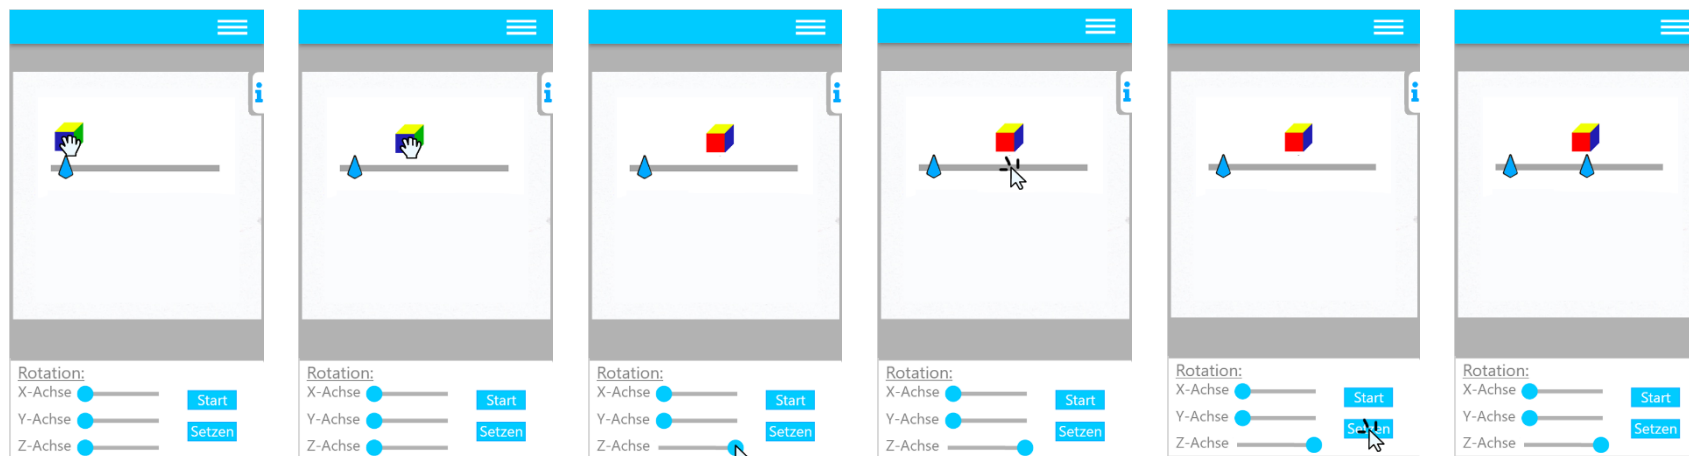 i
Rotation:
X-Achse
Start
Y-Achse
Setzen
Z-Achse
i
Rotation:
X-Achse
Start
Y-Achse
Setzen
Z-Achse
i
Rotation:
X-Achse
Start
Y-Achse
Setzen
Z-Achse
i
Rotation:
X-Achse
Start
Y-Achse
Setzen
Z-Achse
i
Rotation:
X-Achse
Start
Y-Achse
Setzen
Z-Achse
Rotation:
X-Achse
Start
Y-Achse
Setzen
Z-Achse